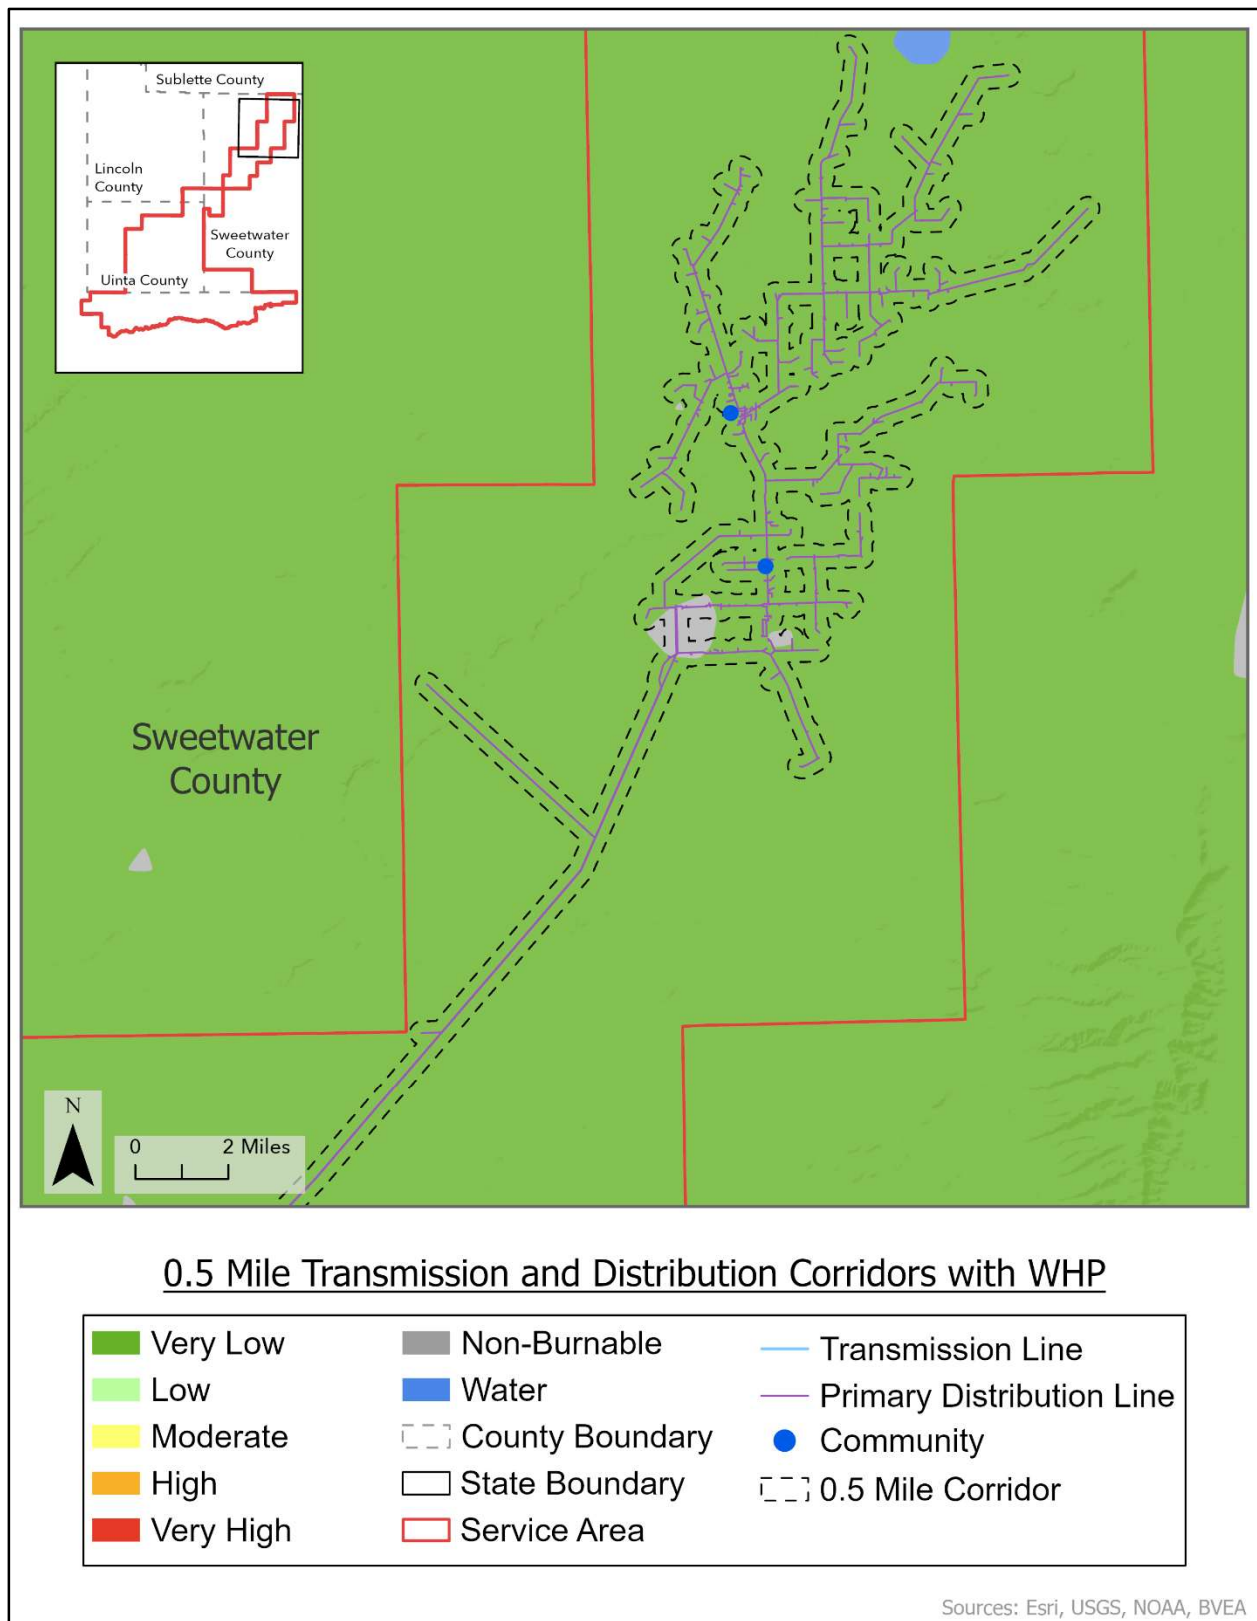 Sublette County
Lincoln
County
Sweetwater
County
Uinta County
Sweetwater
County
N
0 2 Miles
0.5 Mile Transmission and Distribution Corridors with WHP
Very Low
Low
Moderate
High
Very High
Non-Burnable
Water
County Boundary
State Boundary
Service Area
Transmission Line
Primary Distribution Line
Community
0.5 Mile Corridor
Sources: Esri, USGS, NOAA, BVEA